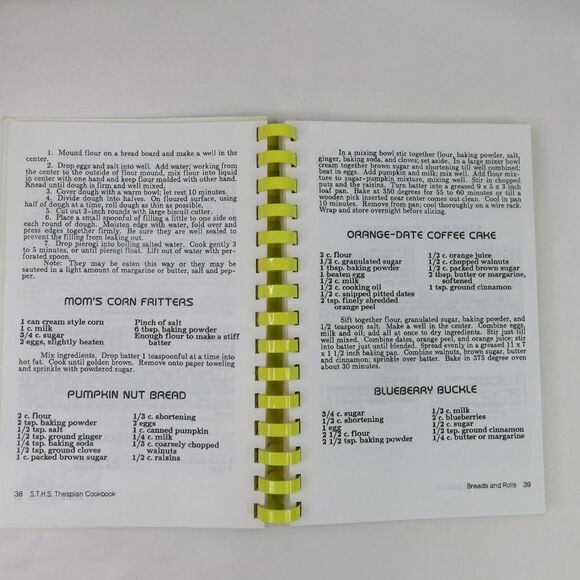 1. Mound flour on a bread board and make a well in the
center.
2. Drop eggs and salt into well. Add water; working from
the center to the outside of flour mound, mix flour into liquid
in center with one hand and keep flour molded with other hand.
Knead until dough is firm and well mixed.
3. Cover dough with a warm bowl; let rest 10 minutes.
4. Divide dough into halves. On floured surface, using
half of dough at a time, roll dough as thin as possible.
5. Cut out 3-inch rounds with large biscuit cutter.
6. Place a small spoonful of filling a little to one side on
each round of dough. Moisten edge with water, fold over and
press edges together firmly. Be sure they are well sealed to
prevent the filling from leaking out.
7. Drop pierogi into boiling salted water. Cook gently 3
to 5 minutes, or until pierogi float. Lift out of water with per-
forated spoon.
Note: They may be eaten this way or they may be
sauteed in a light amount of margarine or butter, salt and pep-
per.
MOM'S CORN FRITTERS
1 can cream style corn
1 c. milk
3/4 c. sugar
2 eggs, slightly beaten
Pinch of salt
6 tbsp. baking powder
Enough flour to make a stiff
batter
Mix ingredients. Drop batter 1 teaspoonful at a time into
hot fat. Cook until golden brown. Remove onto paper toweling
and sprinkle with powdered sugar.
PUMPKIN NUT BREAD
2 c. flour
2 tsp. baking powder
1/2 tsp. salt
1/2 tsp. ground ginger
1/4 tsp. baking soda
1/2 tsp. ground cloves
1 c. packed brown sugar
1/3 c. shortening
2 eggs
1 c. canned pumpkin
1/4 c. milk
1/3 c. coarsely chopped
walnuts
1/2 c. raisins
38 S.T.H.S. Thespian Cookbook
In a mixing bowl stir together flour, baking powder, salt,
ginger, baking soda, and cloves; set aside. In a large mixer bowl
cream together brown sugar and shortening till well combined;
beat in eggs. Add pumpkin and milk; mix well. Add flour mix-
ture to sugar-pumpkin mixture, mixing well. Stir in chopped
nuts and the raisins. Turn batter into a greased 9 x 5 x 3 inch
loaf pan. Bake at 350 degrees for 55 to 60 minutes or till a
wooden pick inserted near center comes out clean. Cool in pan
10 minutes. Remove from pan; cool thoroughly on a wire rack.
Wrap and store overnight before slicing.
ORANGE-DATE COFFEE CAKE
2 c. flour
1/2 c. granulated sugar
1 tbsp. baking powder
1 beaten egg
1/2 c. milk
1/2 c. cooking oil
1/2 c. snipped pitted dates
2 tsp. finely shredded
orange peel
1/2 c. orange juice
1/2 c. chopped walnuts
1/2 c. packed brown sugar
2 tbsp. butter or margarine,
softened
1 tsp. ground cinnamon
Sift together flour, granulated sugar, baking powder, and
1/2 teaspoon salt. Make a well in the center. Combine eggs,
milk and oil; add all at once to dry ingredients. Stir just till
well mixed. Combine dates, orange peel, and orange juice; stir
into batter just until blended. Spread evenly in greased 11 x 7
x 1 1/2 inch baking pan. Combine walnuts, brown sugar, butter
and cinnamon; sprinkle over batter. Bake in 375 degree oven
about 30 minutes.
BLUEBERRY BUCKLE
3/4 c. sugar
1/2 c. shortening
1 egg
2 1/2 c. flour
2 1/2 tsp. baking powder
1/2 c. milk
2 c. blueberries
1/2 c. sugar
1/2 tsp. ground cinnamon
1/4 c. butter or margarine
Breads and Rolls 39